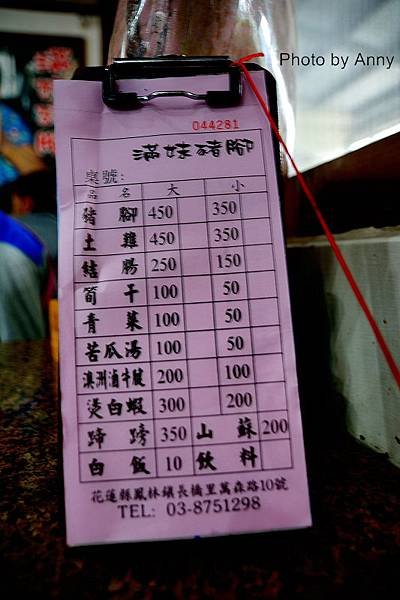 Photo by Anny
044281
滿妹豬腳
桌號:
品名 大 小
豬腳 450 350
土雞 450 350
結腸 250 150
筍干 100 50
青菜 100 50
苦瓜湯 100 50
澳洲滷牛腱 200 100
燙白蝦 300 200
蹄膀 350 山蘇 200
白飯 10 飲料
花蓮縣鳳林鎮長橋里萬森路10號
TEL: 03-8751298